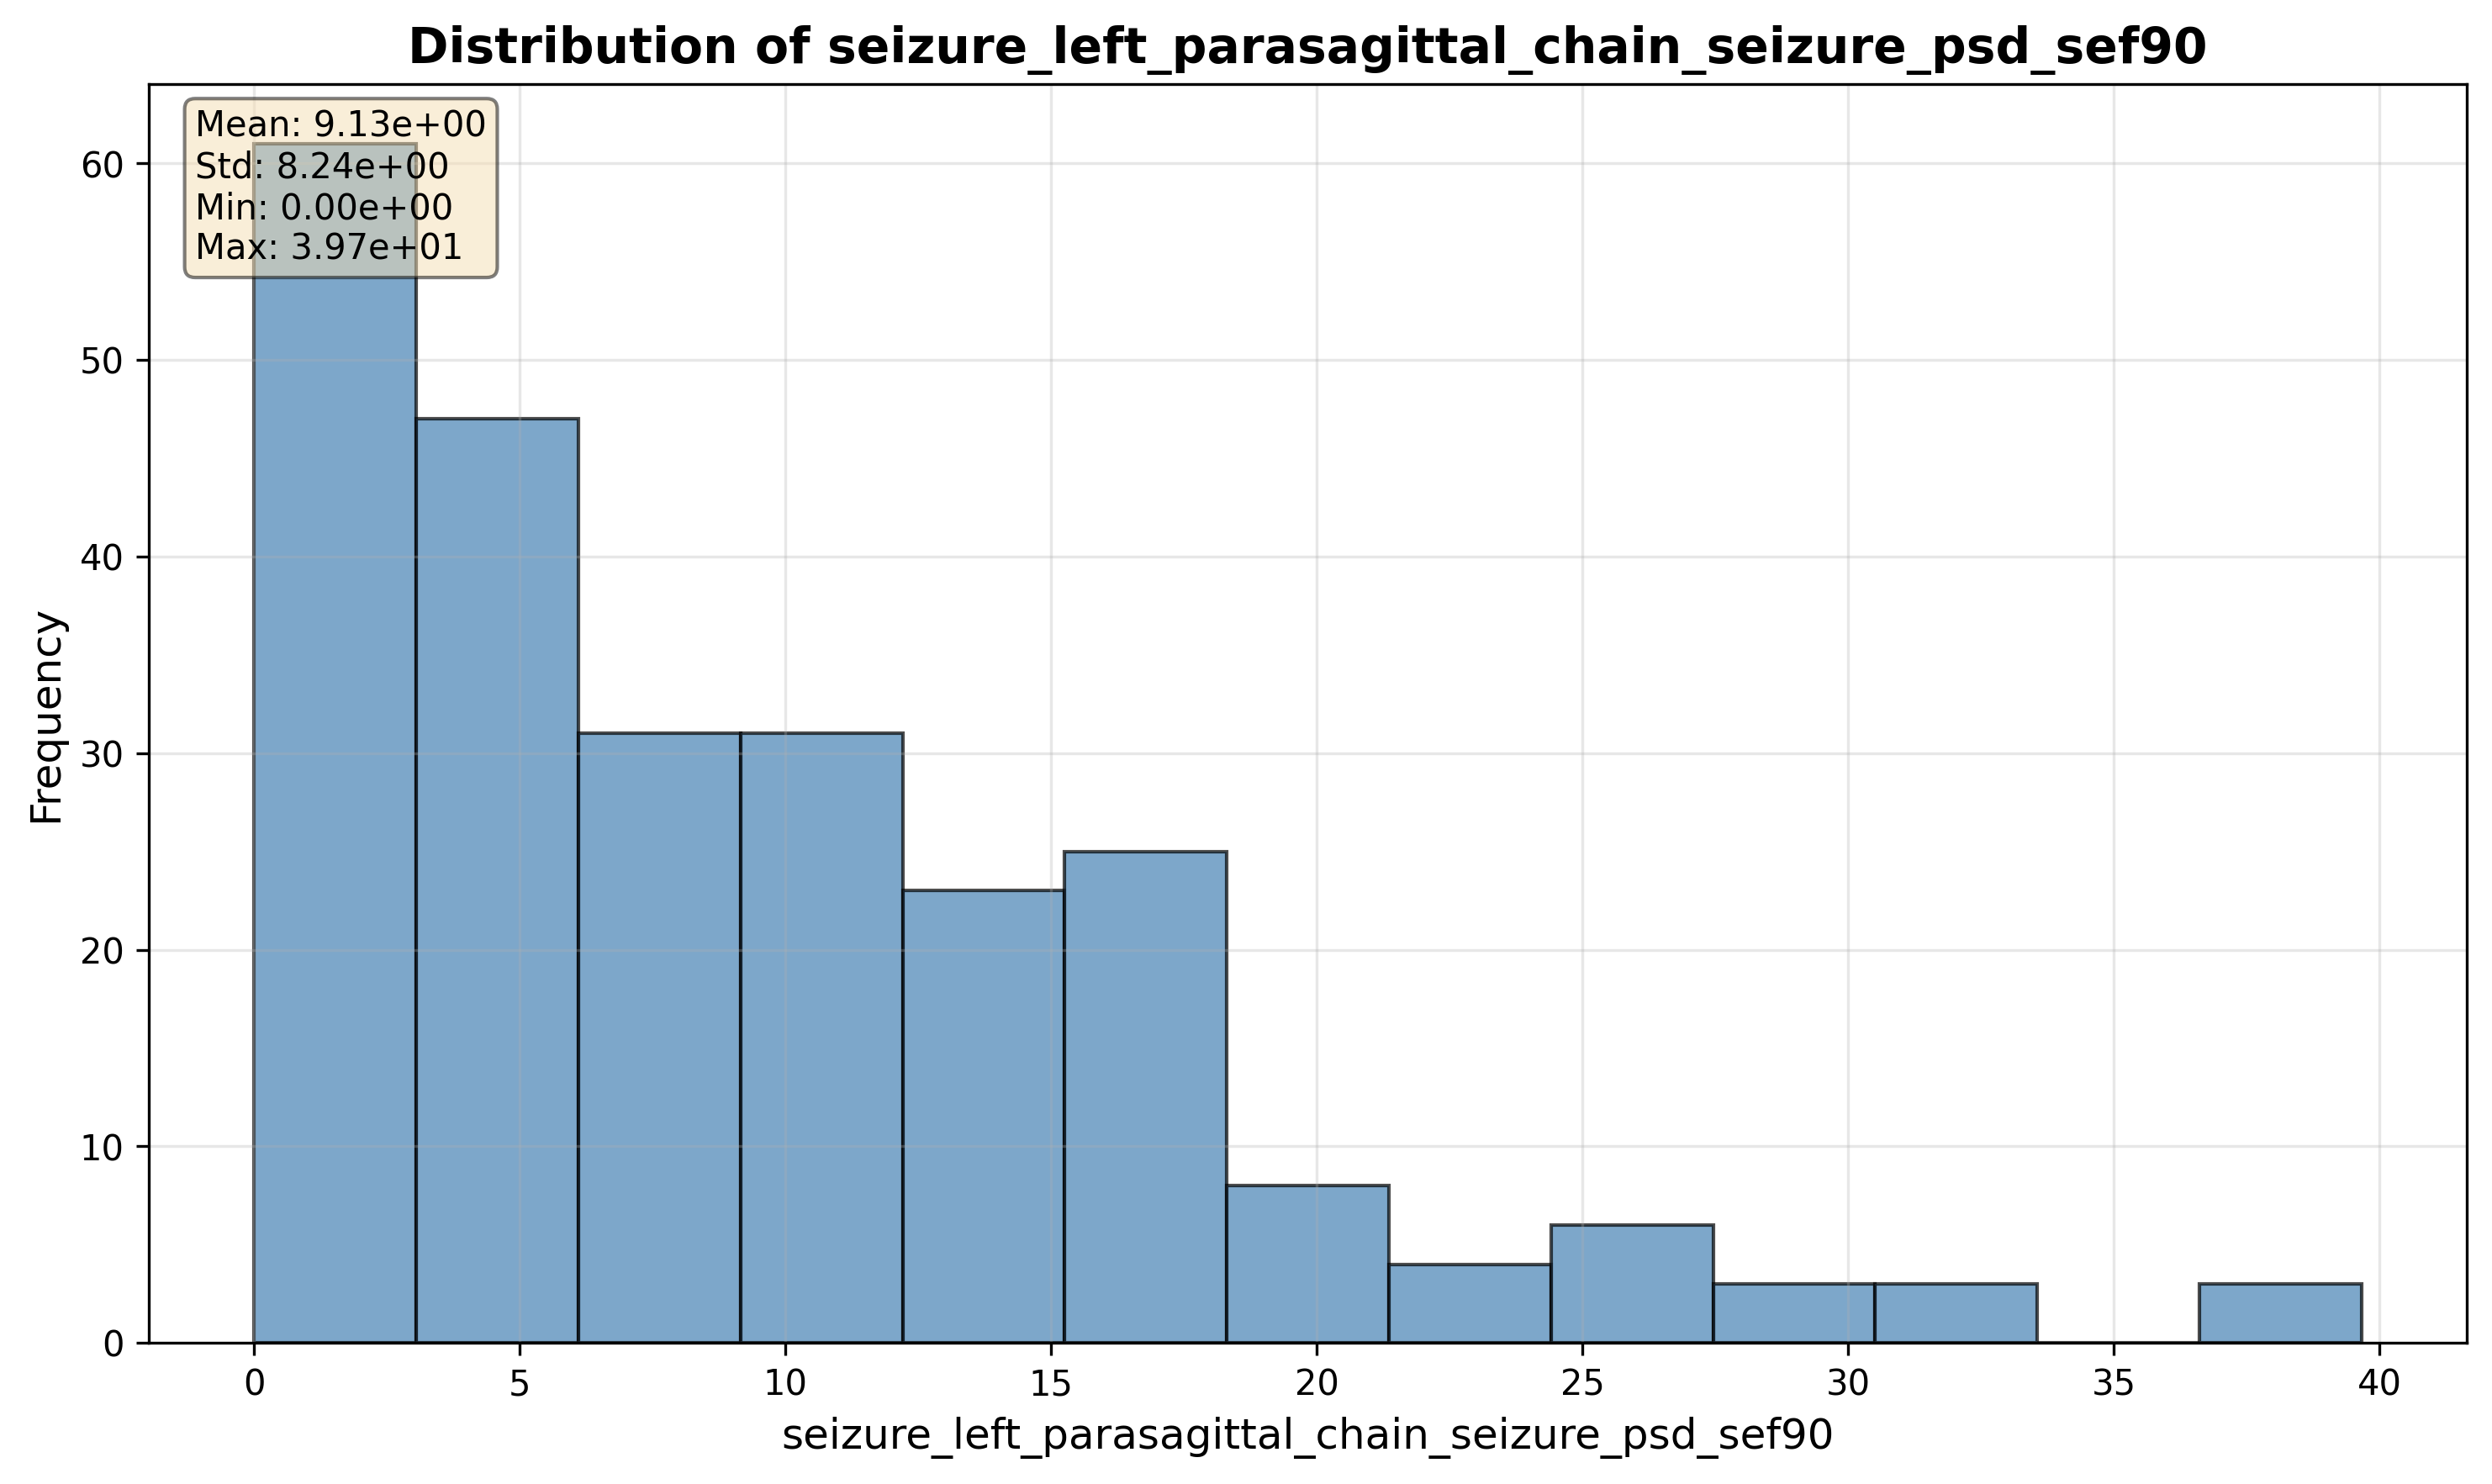 Distribution of seizure_left_parasagittal_chain_seizure_psd_sef90
Mean: 9.13e+00
Std: 8.24e+00
Min: 0.00e+00
Max: 3.97e+01
60
50
40
30
20
10
0
Frequency
0 5 10 15 20 25 30 35 40
seizure_left_parasagittal_chain_seizure_psd_sef90